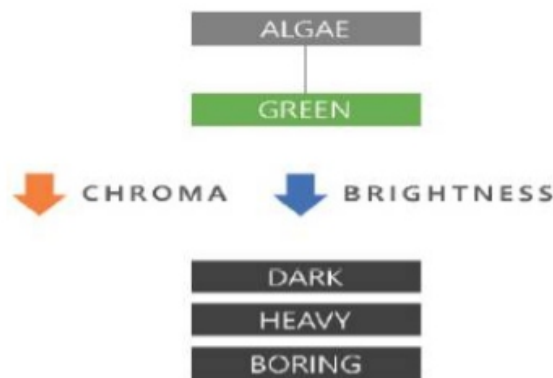 ALGAE
GREEN
CHROMA BRIGHTNESS
DARK
HEAVY
BORING